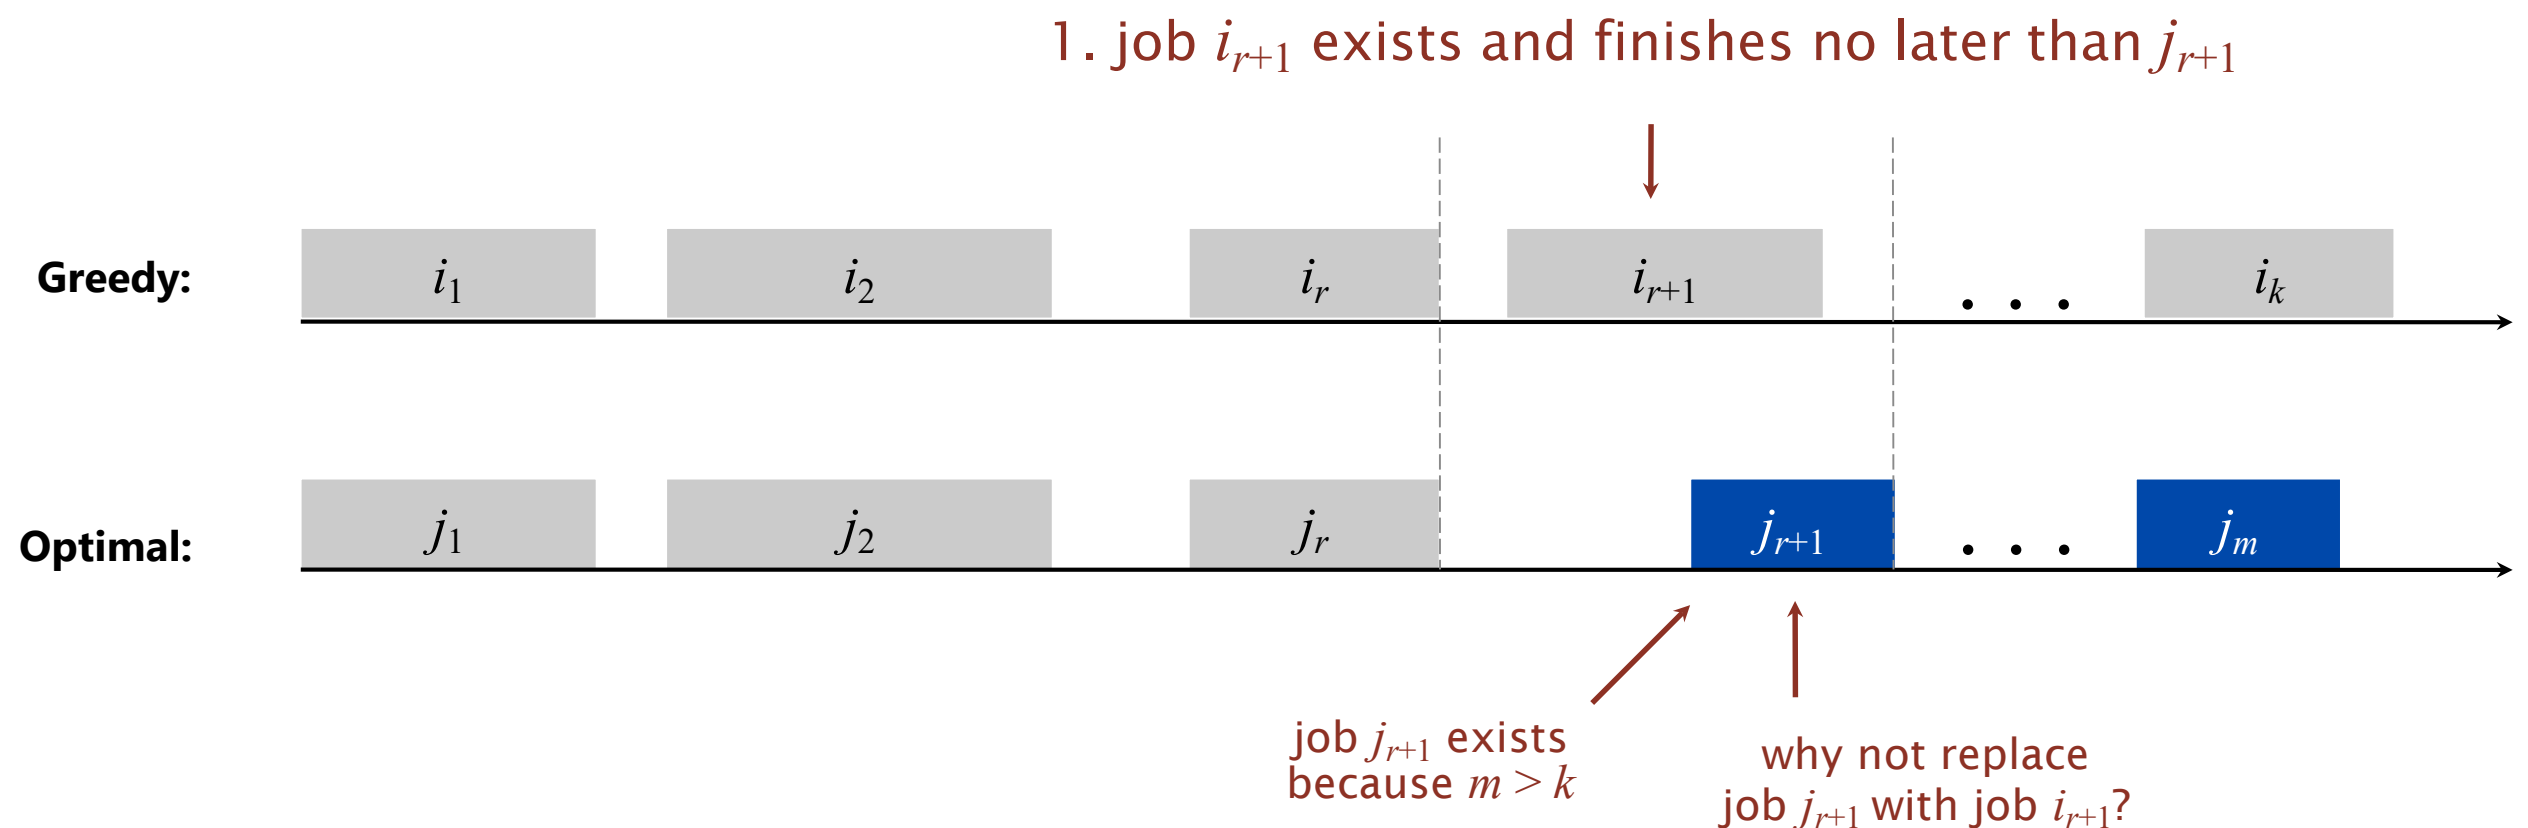 1. job i_{r+1} exists and finishes no later than j_{r+1}
Greedy: i_1 i_2 i_r i_{r+1} . . . i_k
Optimal: j_1 j_2 j_r j_{r+1} . . . j_m
job j_{r+1} exists
because m > k
why not replace
job j_{r+1} with job i_{r+1}?